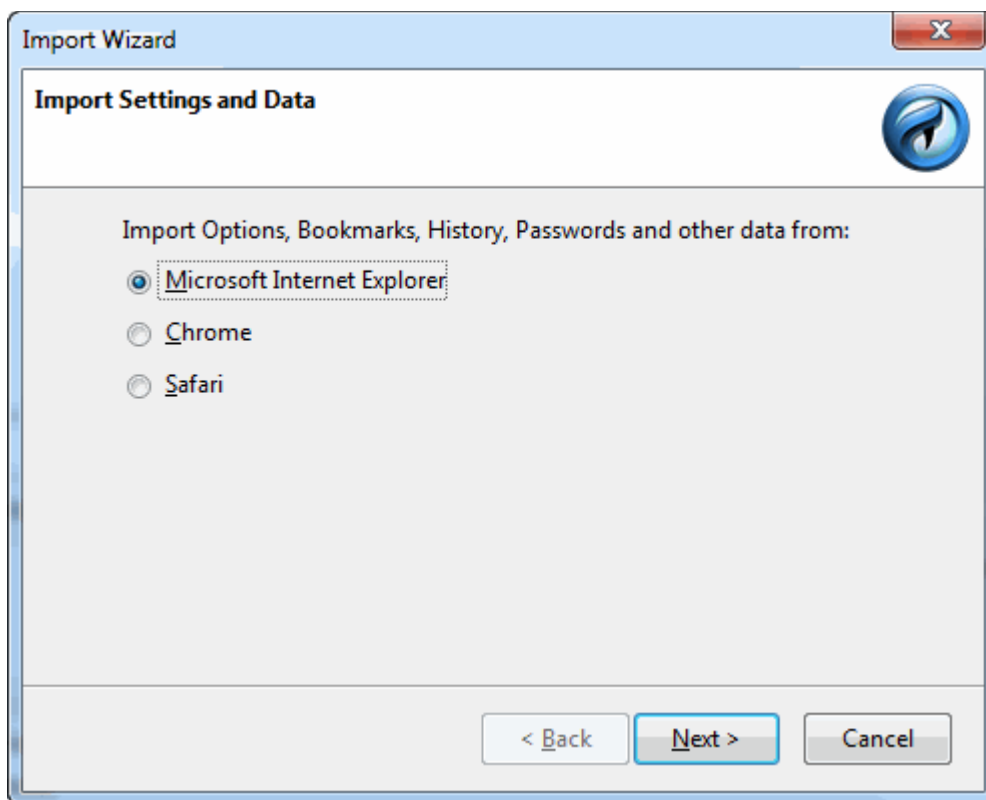 Import Wizard
Import Settings and Data
Import Options, Bookmarks, History, Passwords and other data from:
Microsoft Internet Explorer
Chrome
Safari
< Back Next > Cancel